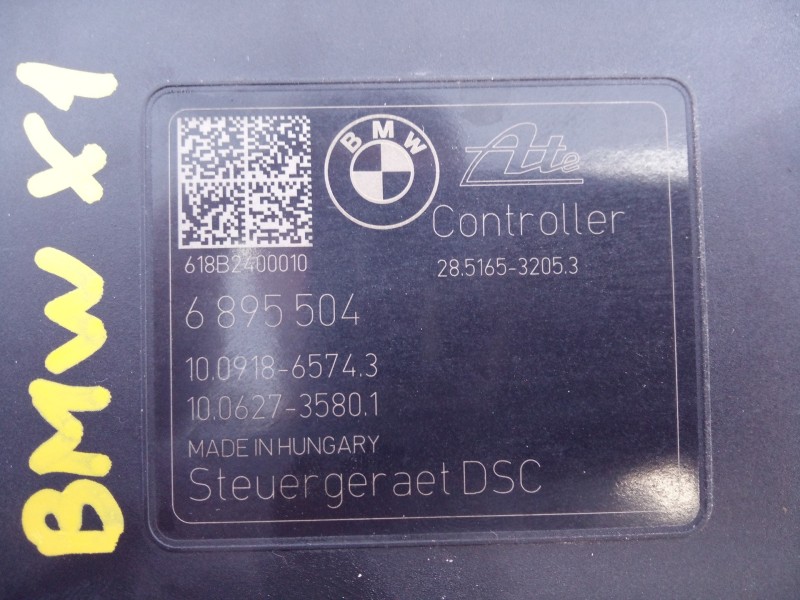 BMW X1
BMW
Ate
Controller
618B2400010
28.5165-3205.3
6 895 504
10.0918-6574.3
10.0627-3580.1
MADE IN HUNGARY
Steuergeraet DSC